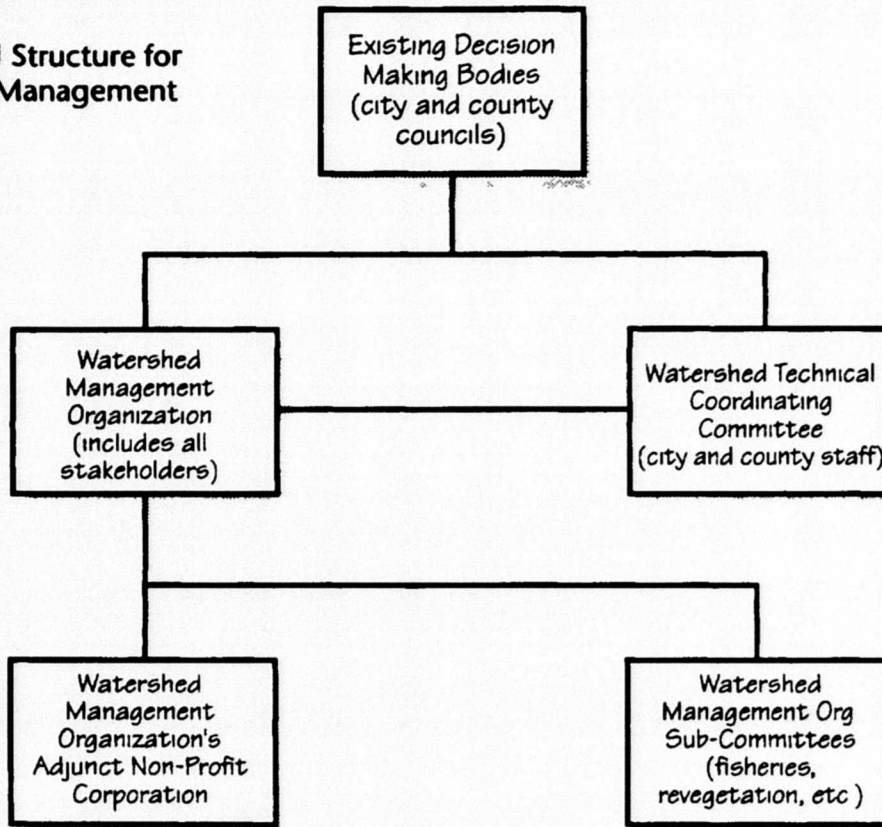 Structure for
Management
Existing Decision
Making Bodies
(city and county
councils)
Watershed
Management
Organization
(includes all
stakeholders)
Watershed Technical
Coordinating
Committee
(city and county staff)
Watershed
Management
Organization's
Adjunct Non-Profit
Corporation
Watershed
Management Org
Sub-Committees
(fisheries,
revegetation, etc )